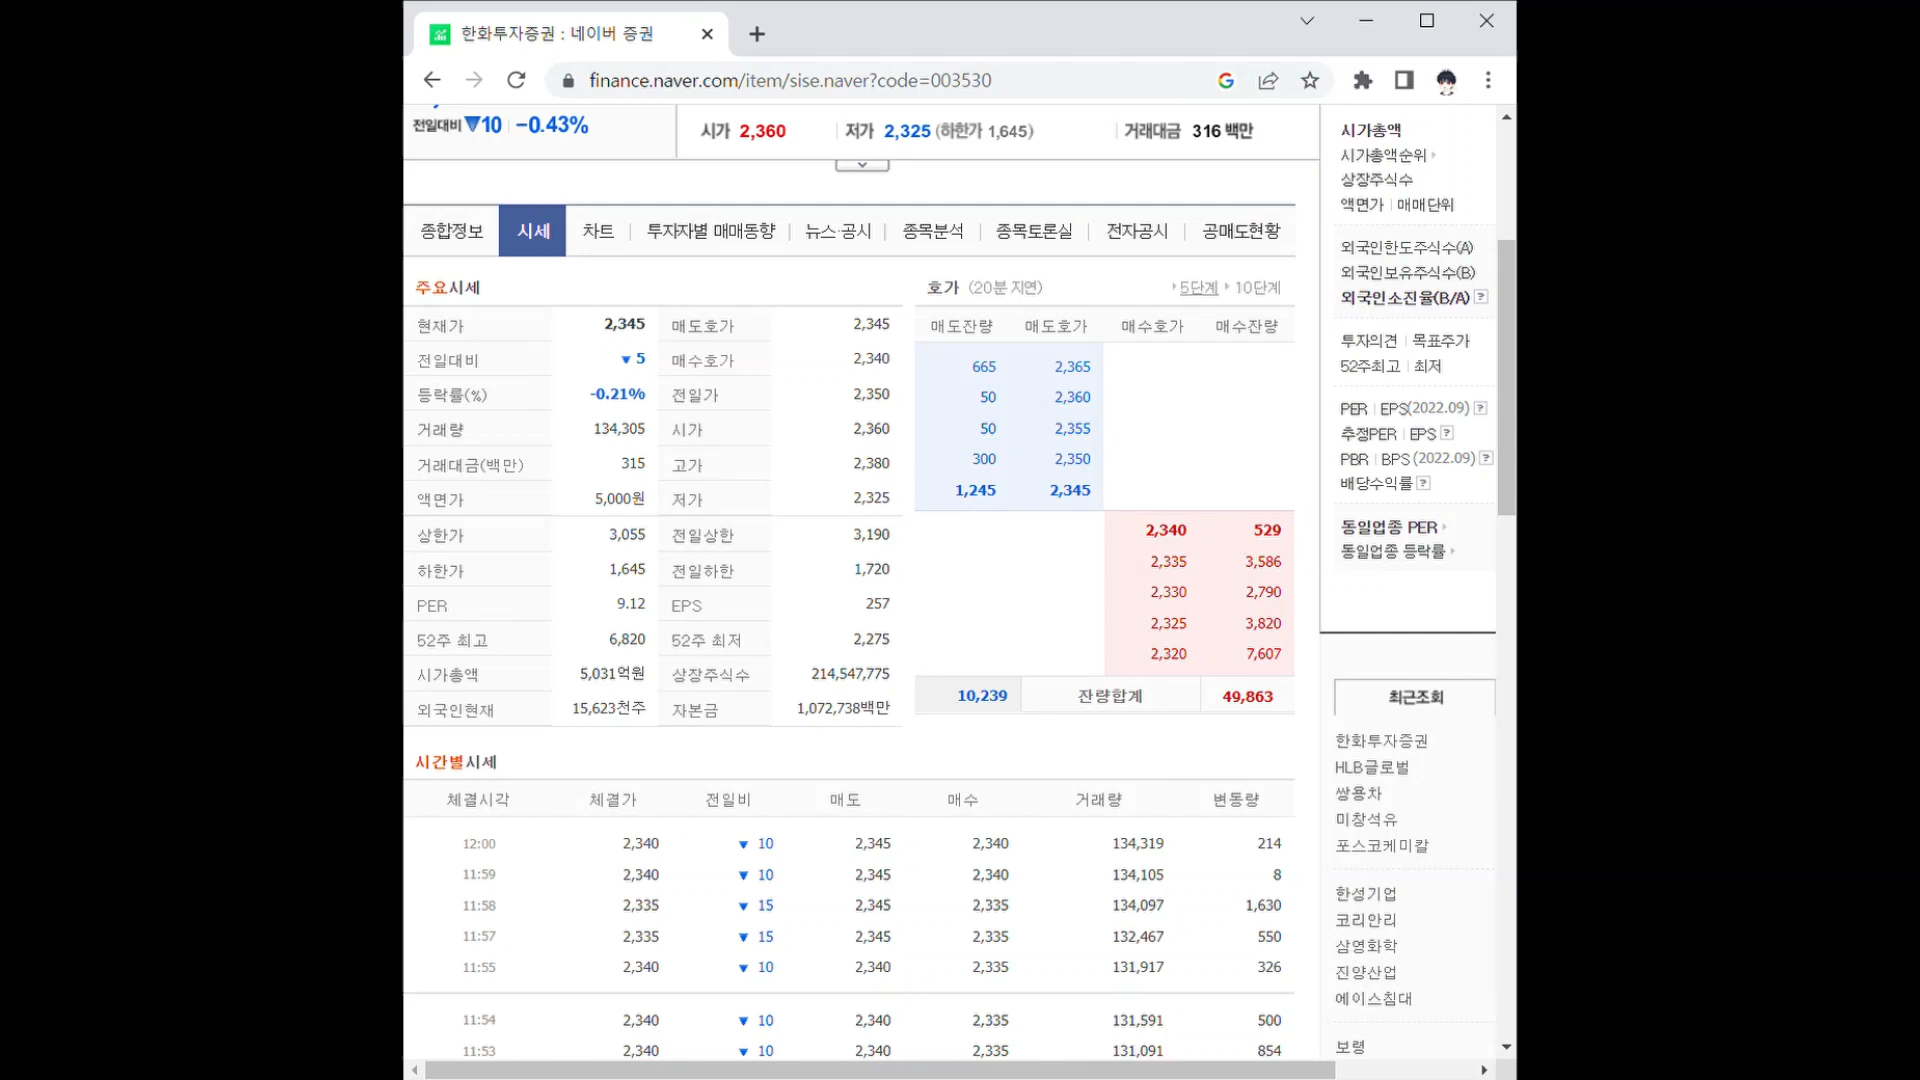 한화투자증권 : 네이버 증권
finance.naver.com/item/sise.naver?code=003530
전일대비 ▼10 -0.43%
시가 2,360 저가 2,325 (하한가 1,645) 거래대금 316 백만
종합정보 시세 차트 투자자별 매매동향 뉴스·공시 종목분석 종목토론실 전자공시 공매도현황
주요시세
현재가 2,345 매도호가 2,345
전일대비 ▼ 5 매수호가 2,340
등락률(%) -0.21% 전일가 2,350
거래량 134,305 시가 2,360
거래대금(백만) 315 고가 2,380
액면가 5,000원 저가 2,325
상한가 3,055 전일상한 3,190
하한가 1,645 전일하한 1,720
PER 9.12 EPS 257
52주 최고 6,820 52주 최저 2,275
시가총액 5,031억원 상장주식수 214,547,775
외국인현재 15,623천주 자본금 1,072,738백만
호가 (20분 지연) 5단계 10단계
매도잔량 매도호가 매수호가 매수잔량
665 2,365
50 2,360
50 2,355
300 2,350
1,245 2,345
2,340 529
2,335 3,586
2,330 2,790
2,325 3,820
2,320 7,607
10,239 잔량합계 49,863
시간별시세
체결시각 체결가 전일비 매도 매수 거래량 변동량
12:00 2,340 ▼ 10 2,345 2,340 134,319 214
11:59 2,340 ▼ 10 2,345 2,340 134,105 8
11:58 2,335 ▼ 15 2,345 2,335 134,097 1,630
11:57 2,335 ▼ 15 2,345 2,335 132,467 550
11:55 2,340 ▼ 10 2,340 2,335 131,917 326
11:54 2,340 ▼ 10 2,340 2,335 131,591 500
11:53 2,340 ▼ 10 2,340 2,335 131,091 854
시가총액
시가총액순위
상장주식수
액면가 | 매매단위
외국인한도주식수(A)
외국인보유주식수(B)
외국인소진율(B/A) ?
투자의견 | 목표주가
52주최고 | 최저
PER | EPS(2022.09) ?
추정PER | EPS ?
PBR | BPS (2022.09) ?
배당수익률 ?
동일업종 PER
동일업종 등락률
최근조회
한화투자증권
HLB글로벌
쌍용차
미창석유
포스코케미칼
한성기업
코리안리
삼영화학
진양산업
에이스침대
보령